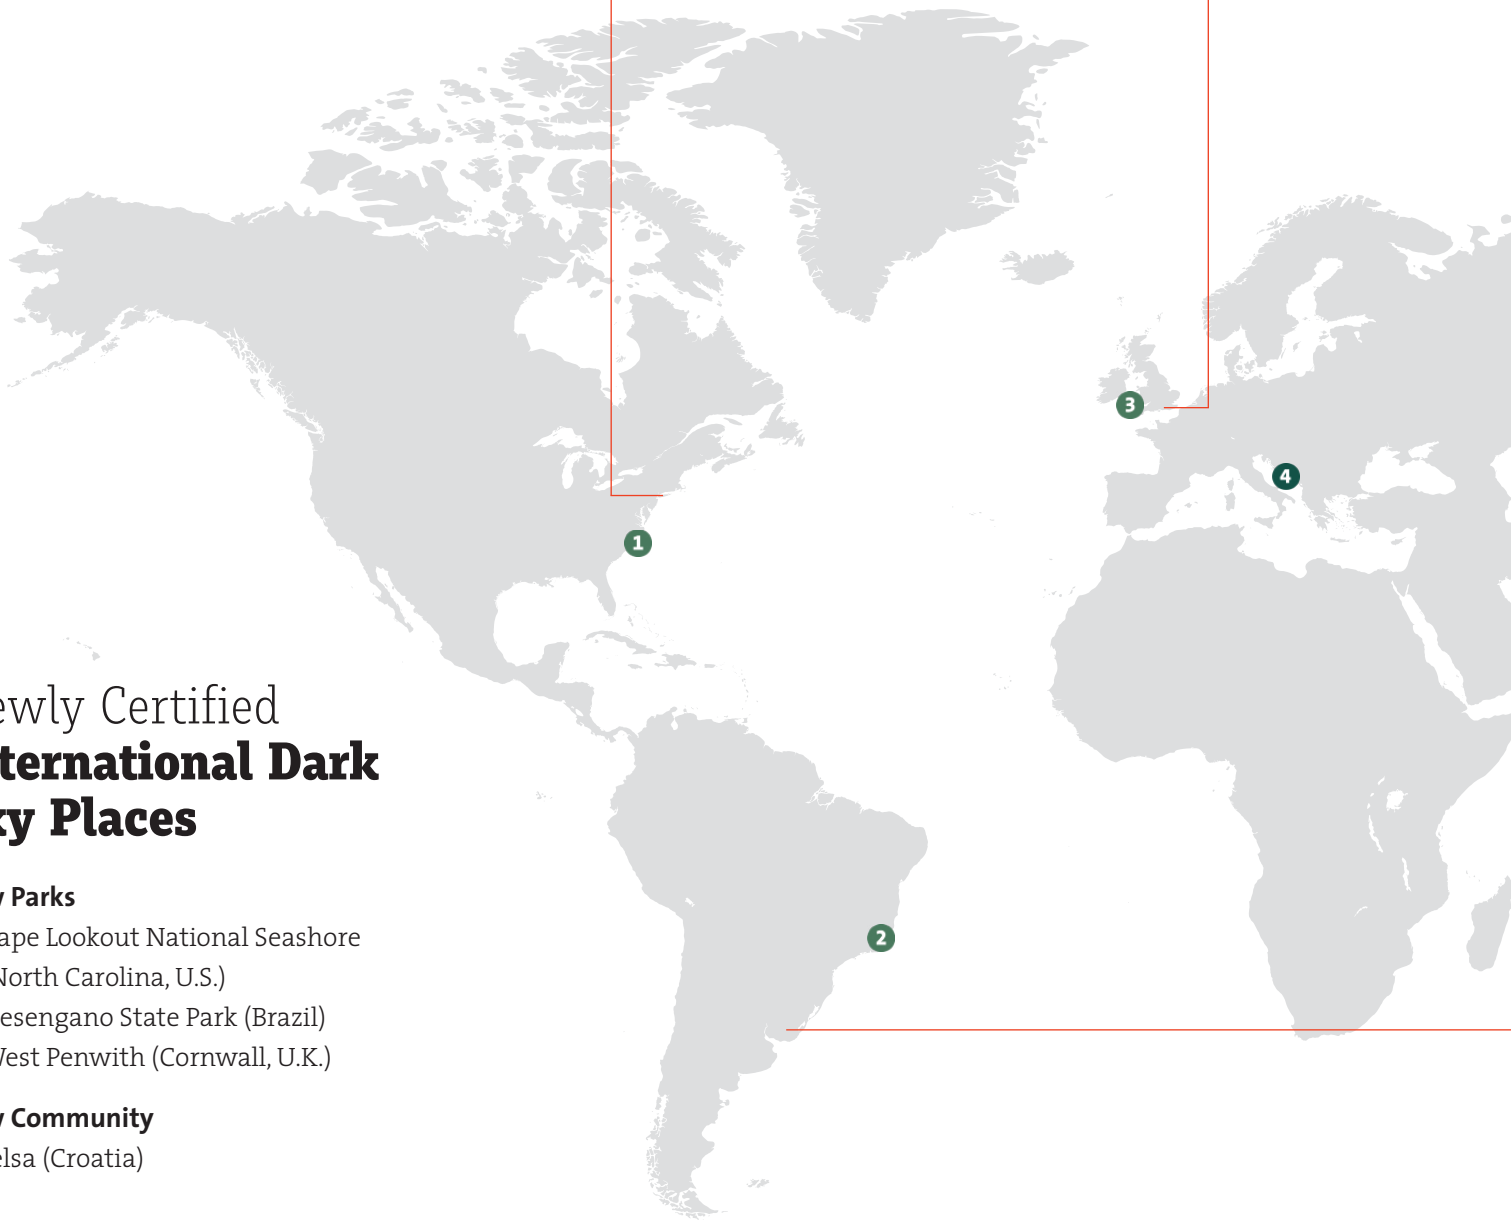 ewly Certified
ternational Dark
ky Places
y Parks
ape Lookout National Seashore
North Carolina, U.S.)
esengano State Park (Brazil)
West Penwith (Cornwall, U.K.)
y Community
elsa (Croatia)
3
4
1
2